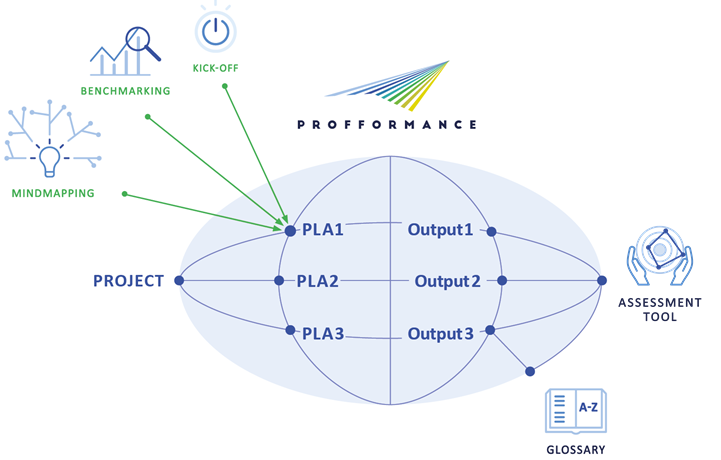 KICK-OFF
BENCHMARKING
MINDMAPPING
PROFFORMANCE
PLA1
Output1
PROJECT
PLA2
Output2
PLA3
Output3
ASSESSMENT
TOOL
A-Z
GLOSSARY